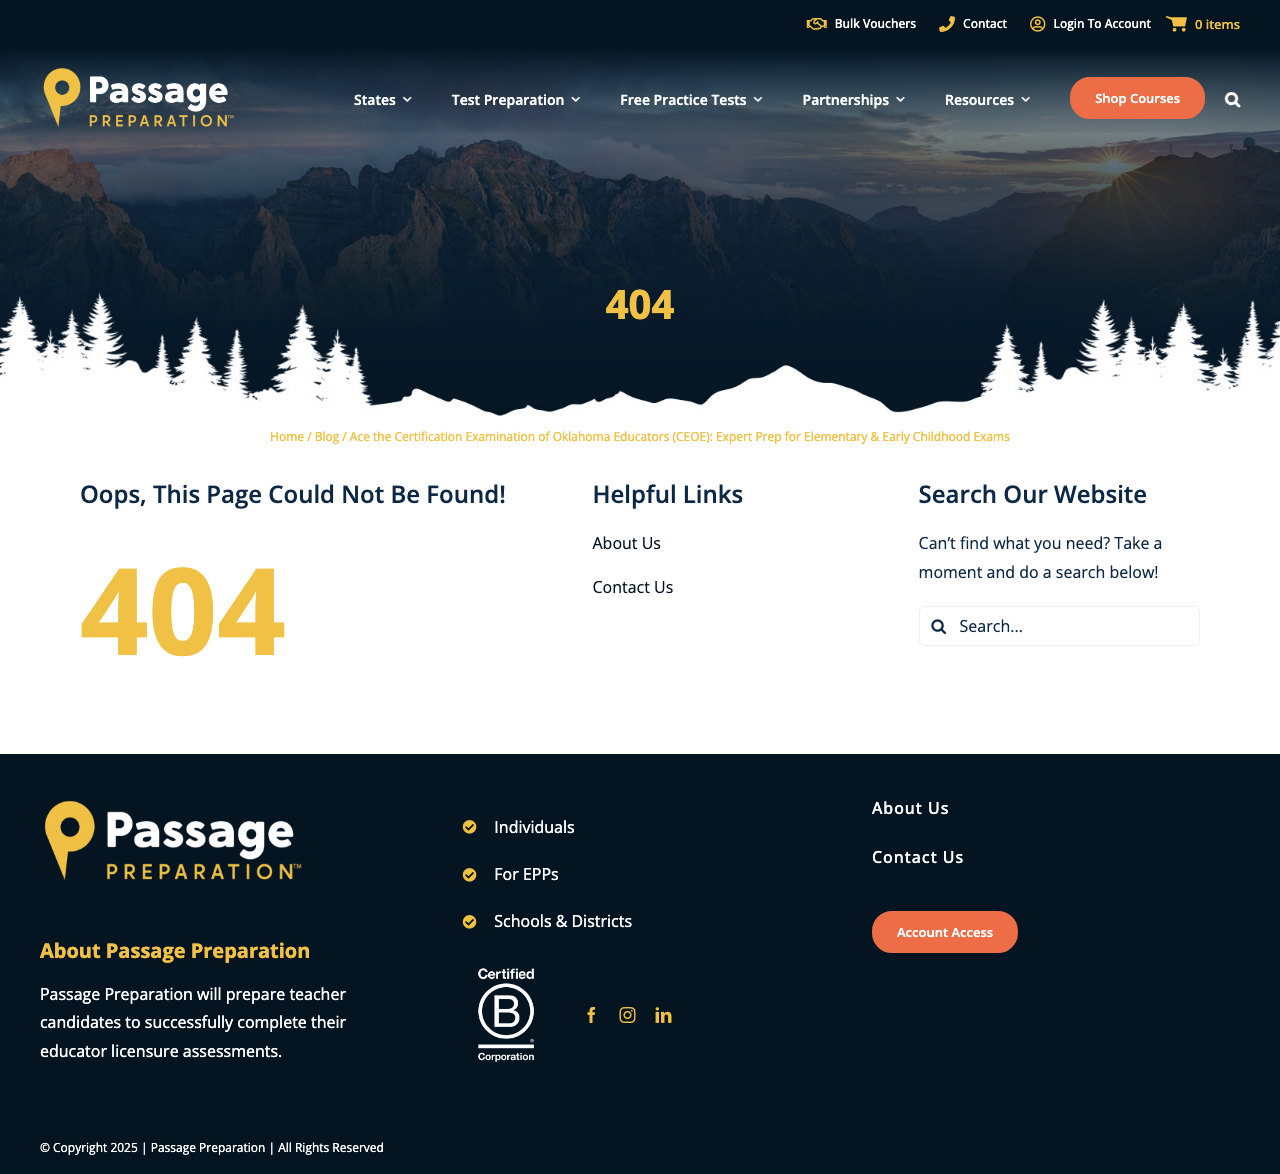 Bulk Vouchers
Contact
Login To Account
0 items
Passage
PREPARATION™
States
Test Preparation
Free Practice Tests
Partnerships
Resources
Shop Courses
404
Home / Blog / Ace the Certification Examination of Oklahoma Educators (CEOE): Expert Prep for Elementary & Early Childhood Exams
Oops, This Page Could Not Be Found!
404
Helpful Links
About Us
Contact Us
Search Our Website
Can’t find what you need? Take a
moment and do a search below!
Search...
Passage
PREPARATION™
About Passage Preparation
Passage Preparation will prepare teacher
candidates to successfully complete their
educator licensure assessments.
Individuals
For EPPs
Schools & Districts
Certified
B
®
Corporation
About Us
Contact Us
Account Access
© Copyright 2025 | Passage Preparation | All Rights Reserved